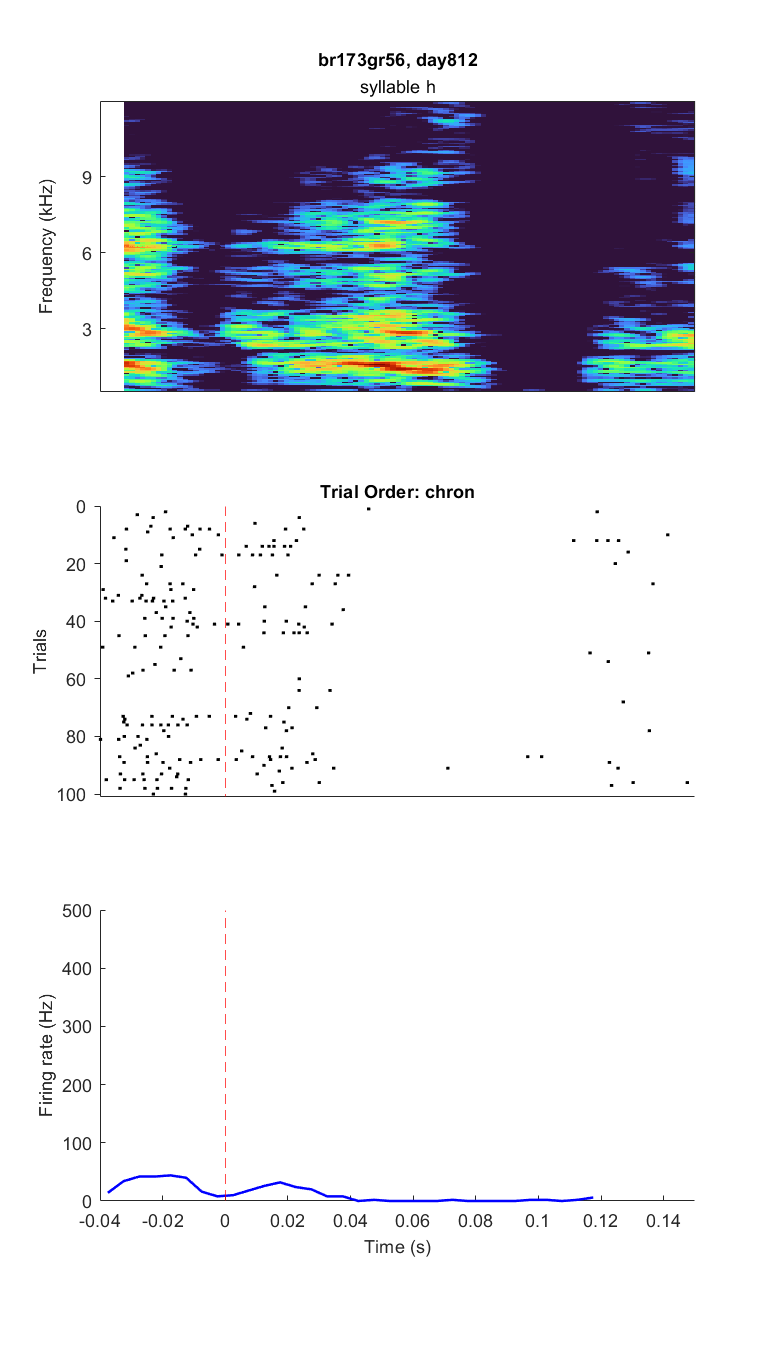 br173gr56, day812
syllable h
9
6
3
Frequency (kHz)
Trial Order: chron
0
20
40
60
80
100
Trials
500
400
300
200
100
0
Firing rate (Hz)
-0.04 -0.02 0 0.02 0.04 0.06 0.08 0.1 0.12 0.14
Time (s)